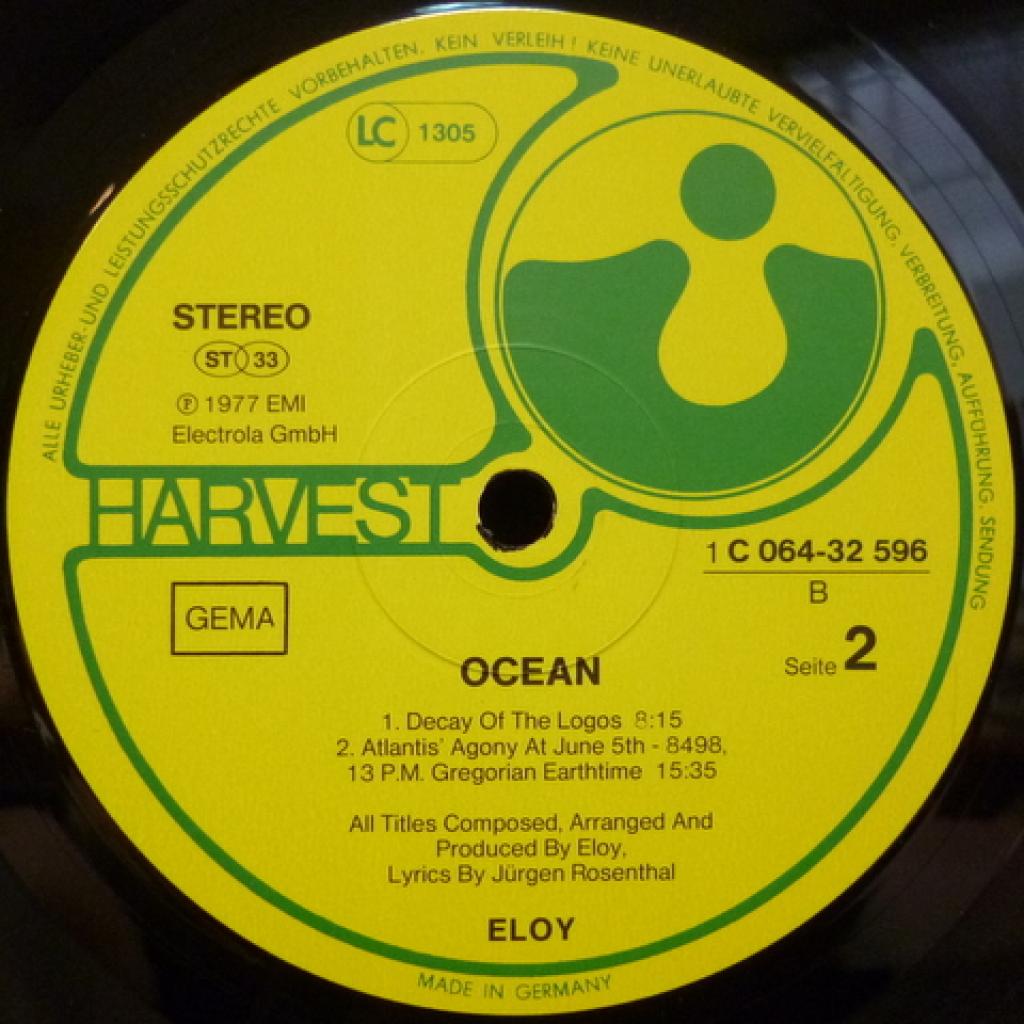 ALLE URHEBER- UND LEISTUNGSSCHUTZRECHTE VORBEHALTEN. KEIN VERLEIH! KEINE UNERLAUBTE VERVIELFÄLTIGUNG, VERBREITUNG, AUFFÜHRUNG, SENDUNG
LC 1305
STEREO
ST 33
Ⓟ 1977 EMI
Electrola GmbH
HARVEST
1 C 064-32 596
B
GEMA
Seite 2
OCEAN
1. Decay Of The Logos 8:15
2. Atlantis' Agony At June 5th - 8498,
13 P.M. Gregorian Earthtime 15:35
All Titles Composed, Arranged And
Produced By Eloy,
Lyrics By Jürgen Rosenthal
ELOY
MADE IN GERMANY